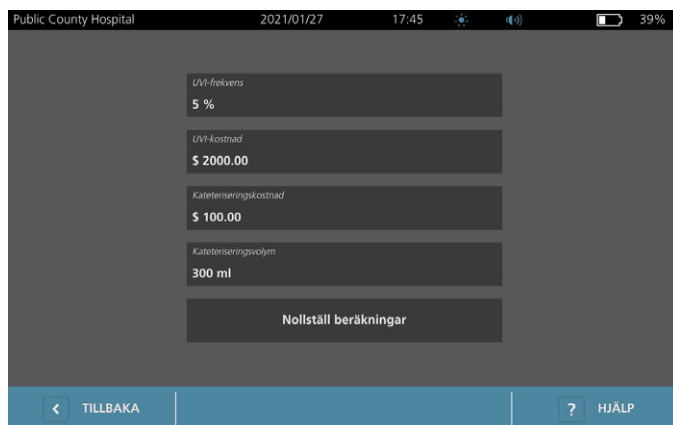 Public County Hospital 2021/01/27 17:45 39%
UVI-frekvens
5 %
UVI-kostnad
$ 2000.00
Kateteriseringskostnad
$ 100.00
Kateteriseringsvolym
300 ml
Nollställ beräkningar
< TILLBAKA ? HJÄLP